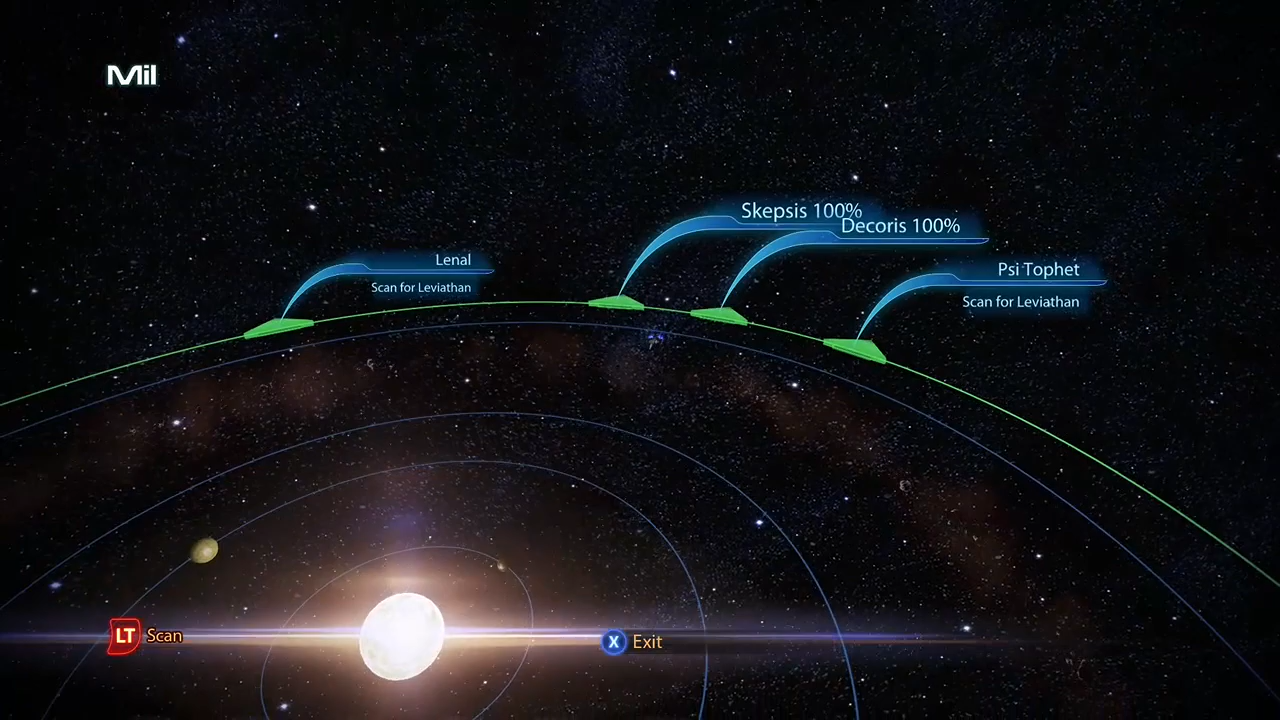 Mil
Skepsis 100%
Decoris 100%
Lenal
Scan for Leviathan
Psi Tophet
Scan for Leviathan
LT Scan
X Exit